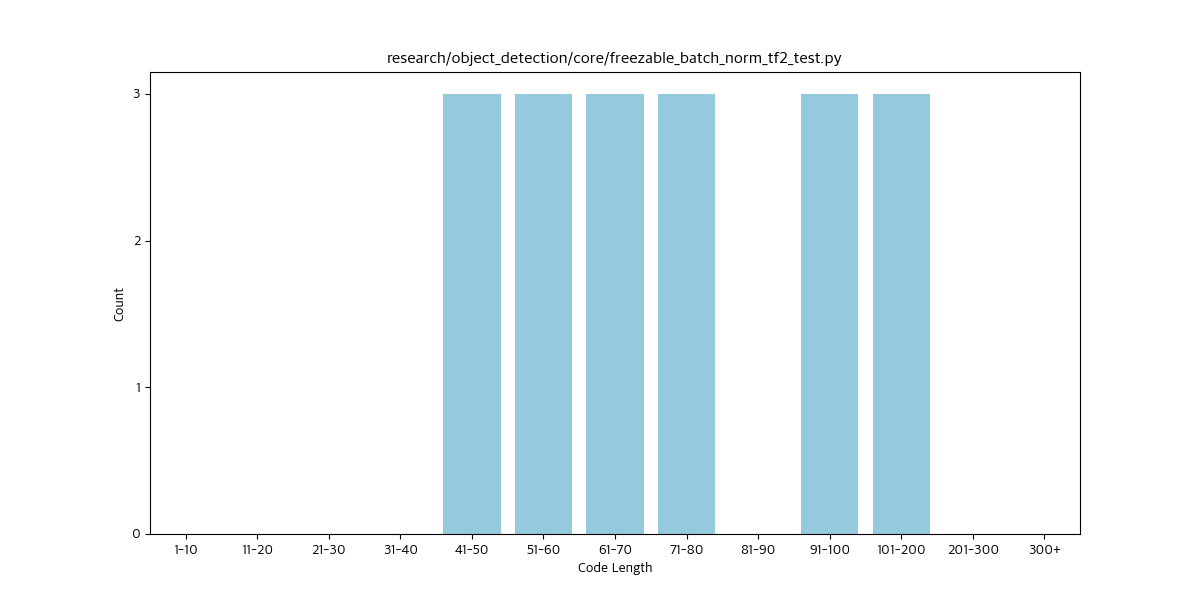 research/object_detection/core/freezable_batch_norm_tf2_test.py
3
2
1
0
Count
1-10 11-20 21-30 31-40 41-50 51-60 61-70 71-80 81-90 91-100 101-200 201-300 300+
Code Length